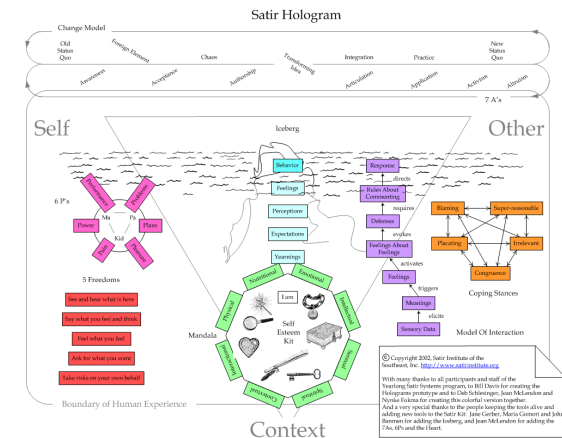 Satir Hologram
Change Model
Old
Status
Quo
Foreign Element
Chaos
Transforming
Idea
Integration
Practice
New
Status
Quo
Awareness
Acceptance
Authorship
Articulation
Application
Activism
Altruism
7 A's
Self
Iceberg
Other
Behavior
Feelings
Perceptions
Expectations
Yearnings
Response
directs
Rules About
Commenting
requires
Defenses
evokes
Feelings About
Feelings
activates
Feelings
triggers
Meanings
elicits
Sensory Data
Model Of Interaction
6 P's
Performance
Problems
Power
Plans
Pain
Pleasure
Ma
Pa
Kid
Blaming
Super-reasonable
Placating
Irrelevant
Congruence
Coping Stances
5 Freedoms
See and hear what is here
Say what you feel and think
Feel what you feel
Ask for what you want
Take risks on your own behalf
Mandala
Nutritional
Emotional
Physical
Intellectual
Interactional
Sensual
Contextual
Spiritual
I am
Self
Esteem
Kit
Boundary of Human Experience
Context
© Copyright 2002, Satir Institute of the
Southeast, Inc. http://www.satirinstitute.org
With many thanks to all participants and staff of the
Yearlong Satir Systems program, to Bill Davis for creating the
Holograms prototype and to Deb Schlesinger, Jean McLendon and
Nynke Fokma for creating this colorful version together.
And a very special thanks to the people keeping the tools alive and
adding new tools to the Satir Kit: Jane Gerber, Maria Gomori and John
Banmen for adding the Iceberg, and Jean McLendon for adding the
7As, 6Ps and the Heart.